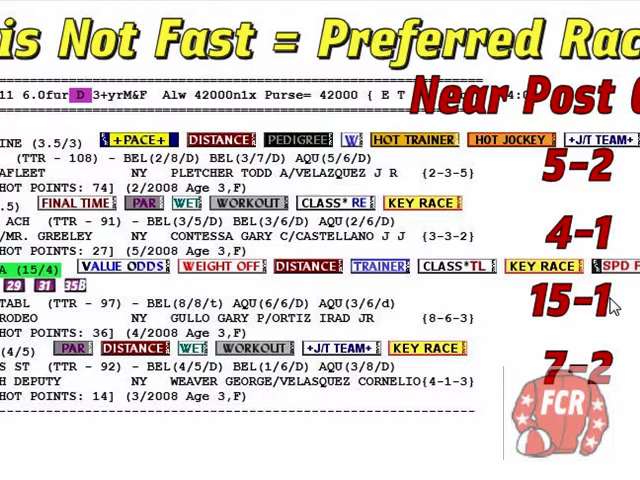 is Not Fast = Preferred Rac
11 6.0fur D 3+yrM&F Alw 42000n1x Purse= 42000 { E T
Near Post
INE (3.5/3) +PACE+ DISTANCE PEDIGREE W HOT TRAINER HOT JOCKEY +J/T TEAM+
(TTR - 108) - BEL(2/8/D) BEL(3/7/D) AQU(5/6/D)
5-2
AFLEET NY PLETCHER TODD A/VELAZQUEZ J R {2-3-5}
HOT POINTS: 74] (2/2008 Age 3,F)
.5) FINAL TIME PAR WET WORKOUT CLASS* RE KEY RACE
ACH (TTR - 91) - BEL(3/5/D) BEL(3/6/D) AQU(2/6/D)
4-1
/MR. GREELEY NY CONTESSA GARY C/CASTELLANO J J {3-3-2}
HOT POINTS: 27] (5/2008 Age 3,F)
A (15/4) VALUE ODDS WEIGHT OFF DISTANCE TRAINER CLASS*TL KEY RACE SPD F
29 31 35B
TABL (TTR - 97) - BEL(8/8/t) AQU(6/6/D) AQU(3/6/d)
15-1
RODEO NY GULLO GARY P/ORTIZ IRAD JR {8-6-3}
HOT POINTS: 36] (4/2008 Age 3,F)
(4/5) PAR DISTANCE WET WORKOUT +J/T TEAM+ KEY RACE
S ST (TTR - 92) - BEL(4/5/D) BEL(1/6/D) AQU(3/8/D)
7-2
H DEPUTY NY WEAVER GEORGE/VELASQUEZ CORNELIO{4-1-3}
HOT POINTS: 14] (3/2008 Age 3,F)
FCR